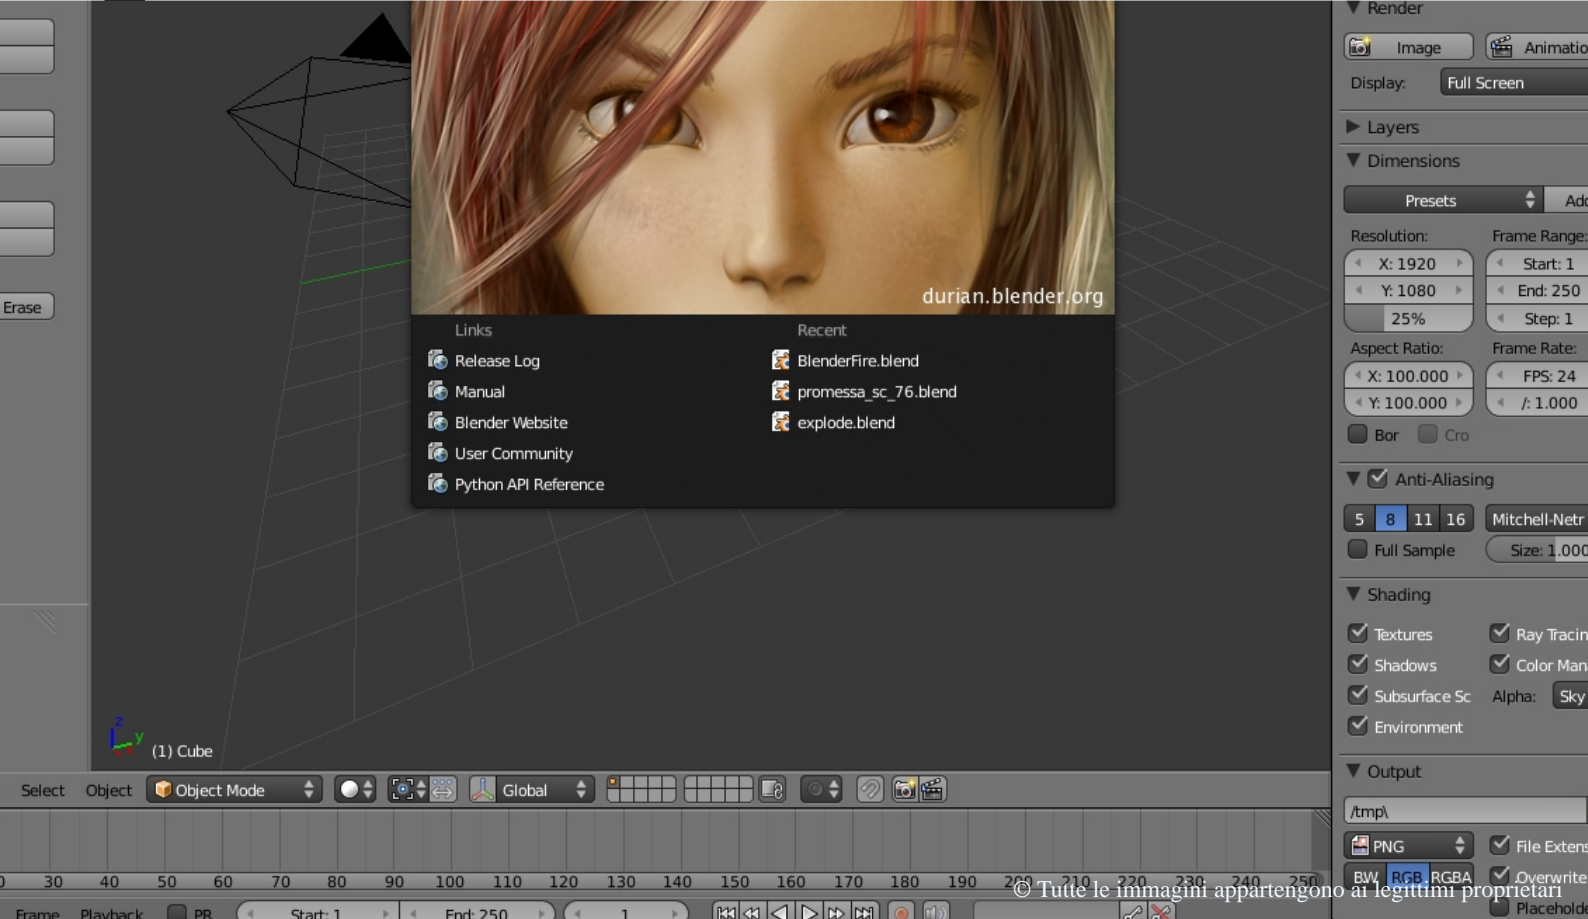 Render
Image
Animatio
Display:
Full Screen
Layers
Dimensions
Presets
Add
Resolution:
Frame Range:
X: 1920
Start: 1
Y: 1080
End: 250
25%
Step: 1
Aspect Ratio:
Frame Rate:
X: 100.000
FPS: 24
Y: 100.000
/: 1.000
Bor
Cro
Anti-Aliasing
5 8 11 16
Mitchell-Netr
Full Sample
Size: 1.000
Shading
Textures
Ray Tracin
Shadows
Color Man
Subsurface Sc
Alpha:
Sky
Environment
Output
/tmp\
PNG
File Extens
BW RGB RGBA
Overwrite
Placehold
Erase
durian.blender.org
Links
Release Log
Manual
Blender Website
User Community
Python API Reference
Recent
BlenderFire.blend
promessa_sc_76.blend
explode.blend
z
y
(1) Cube
Select Object Object Mode Global
0 30 40 50 60 70 80 90 100 110 120 130 140 150 160 170 180 190 200 210 220 230 240 250
Frame Playback PR Start: 1 End: 250 1
© Tutte le immagini appartengono ai legittimi proprietari